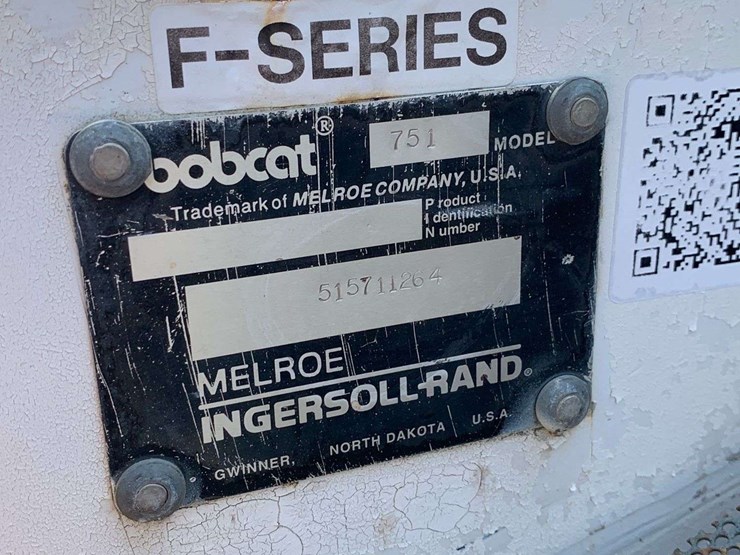 F-SERIES
bobcat® 751 MODEL
Trademark of MELROE COMPANY, U.S.A.
Product
Identification
Number
515711264
MELROE
INGERSOLL-RAND®
GWINNER, NORTH DAKOTA U.S.A.